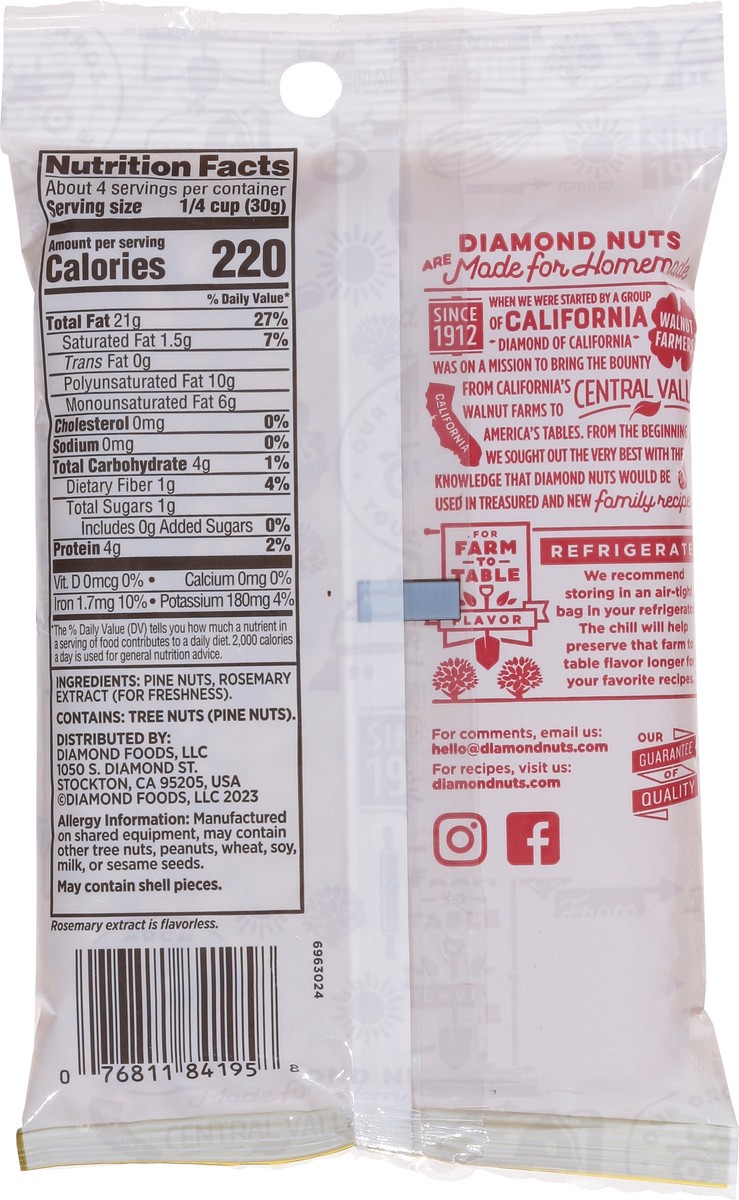 Nutrition Facts
About 4 servings per container
Serving size 1/4 cup (30g)
Amount per serving
Calories 220
% Daily Value*
Total Fat 21g 27%
Saturated Fat 1.5g 7%
Trans Fat 0g
Polyunsaturated Fat 10g
Monounsaturated Fat 6g
Cholesterol 0mg 0%
Sodium 0mg 0%
Total Carbohydrate 4g 1%
Dietary Fiber 1g 4%
Total Sugars 1g
Includes 0g Added Sugars 0%
Protein 4g 2%
Vit. D 0mcg 0% • Calcium 0mg 0%
Iron 1.7mg 10% • Potassium 180mg 4%
*The % Daily Value (DV) tells you how much a nutrient in
a serving of food contributes to a daily diet. 2,000 calories
a day is used for general nutrition advice.
INGREDIENTS: PINE NUTS, ROSEMARY
EXTRACT (FOR FRESHNESS).
CONTAINS: TREE NUTS (PINE NUTS).
DISTRIBUTED BY:
DIAMOND FOODS, LLC
1050 S. DIAMOND ST.
STOCKTON, CA 95205, USA
©DIAMOND FOODS, LLC 2023
Allergy Information: Manufactured
on shared equipment, may contain
other tree nuts, peanuts, wheat, soy,
milk, or sesame seeds.
May contain shell pieces.
Rosemary extract is flavorless.
6963024
0 76811 84195 8
DIAMOND NUTS
ARE Made for Homemade
SINCE
1912
WHEN WE WERE STARTED BY A GROUP
OF CALIFORNIA
WALNUT
FARMERS
DIAMOND OF CALIFORNIA
WAS ON A MISSION TO BRING THE BOUNTY
CALIFORNIA
FROM CALIFORNIA'S CENTRAL VALL
WALNUT FARMS TO
AMERICA'S TABLES. FROM THE BEGINNING
WE SOUGHT OUT THE VERY BEST WITH THE
KNOWLEDGE THAT DIAMOND NUTS WOULD BE
USED IN TREASURED AND NEW family recipe
FOR
FARM
TO
TABLE
FLAVOR
REFRIGERATE
We recommend
storing in an air-tight
bag in your refrigerator
The chill will help
preserve that farm to
table flavor longer for
your favorite recipes.
For comments, email us:
hello@diamondnuts.com
For recipes, visit us:
diamondnuts.com
OUR
GUARANTEE
OF
QUALITY